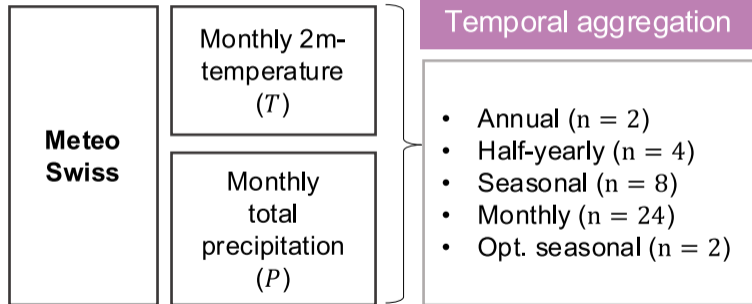 Meteo
Swiss
Monthly 2m-
temperature
(T)
Monthly
total
precipitation
(P)
Temporal aggregation
• Annual (n = 2)
• Half-yearly (n = 4)
• Seasonal (n = 8)
• Monthly (n = 24)
• Opt. seasonal (n = 2)